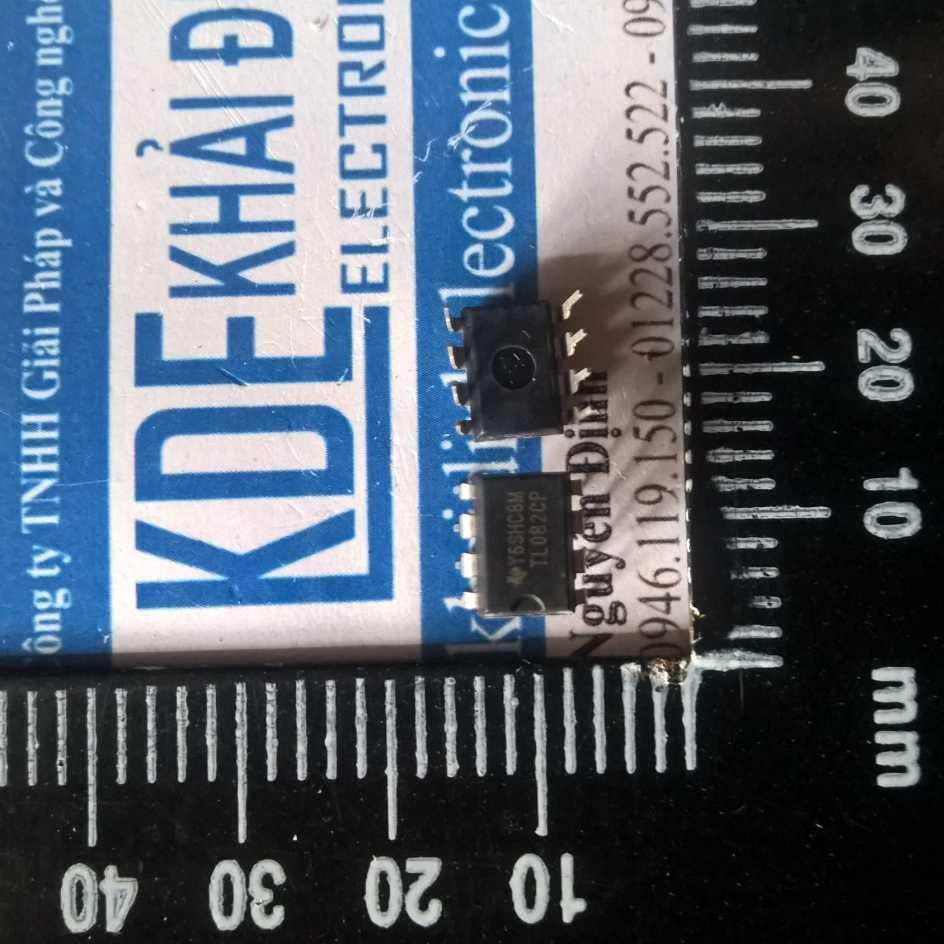 Công ty TNHH Giải Pháp và Công nghệ
KDE KHẢI
ELECTRO
electronic
Nguyen Định
0946.119.150 - 01228.552.522 - 09
Y6SHC8M
TL082CP
40
30
20
10
mm
40
30
20
10